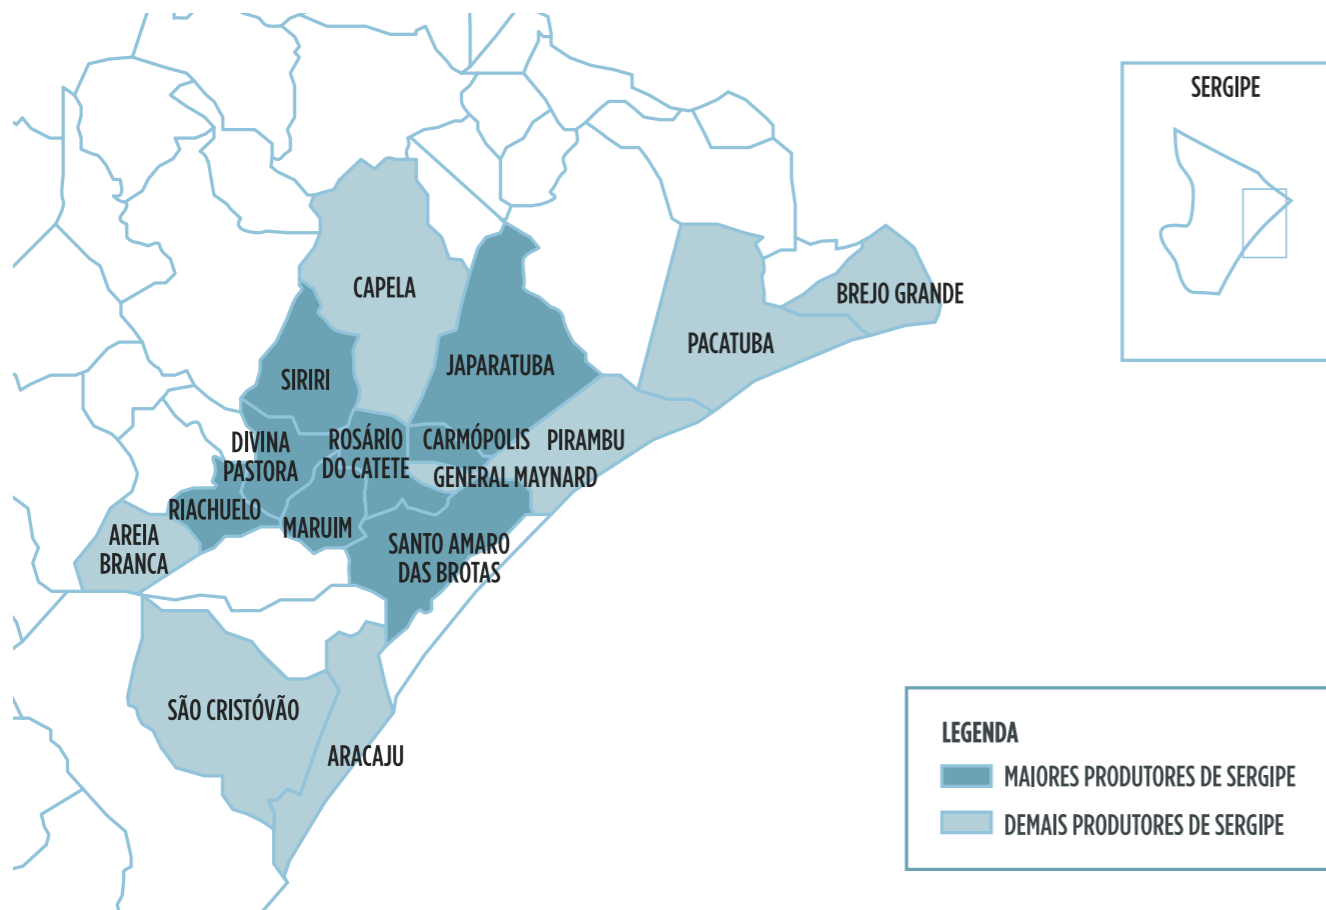 SERGIPE
CAPELA
BREJO GRANDE
PACATUBA
JAPARATUBA
SIRIRI
DIVINA
PASTORA
ROSÁRIO
DO CATETE
CARMÓPOLIS
PIRAMBU
GENERAL MAYNARD
RIACHUELO
MARUIM
AREIA
BRANCA
SANTO AMARO
DAS BROTAS
SÃO CRISTÓVÃO
ARACAJU
LEGENDA
MAIORES PRODUTORES DE SERGIPE
DEMAIS PRODUTORES DE SERGIPE